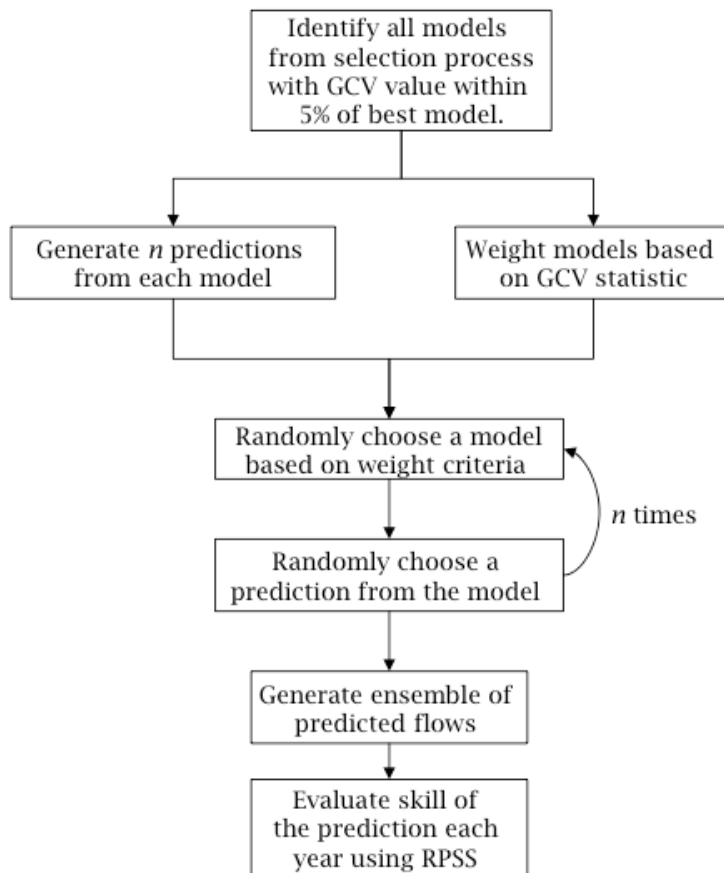 Identify all models
from selection process
with GCV value within
5% of best model.
Generate n predictions
from each model
Weight models based
on GCV statistic
Randomly choose a model
based on weight criteria
n times
Randomly choose a
prediction from the model
Generate ensemble of
predicted flows
Evaluate skill of
the prediction each
year using RPSS